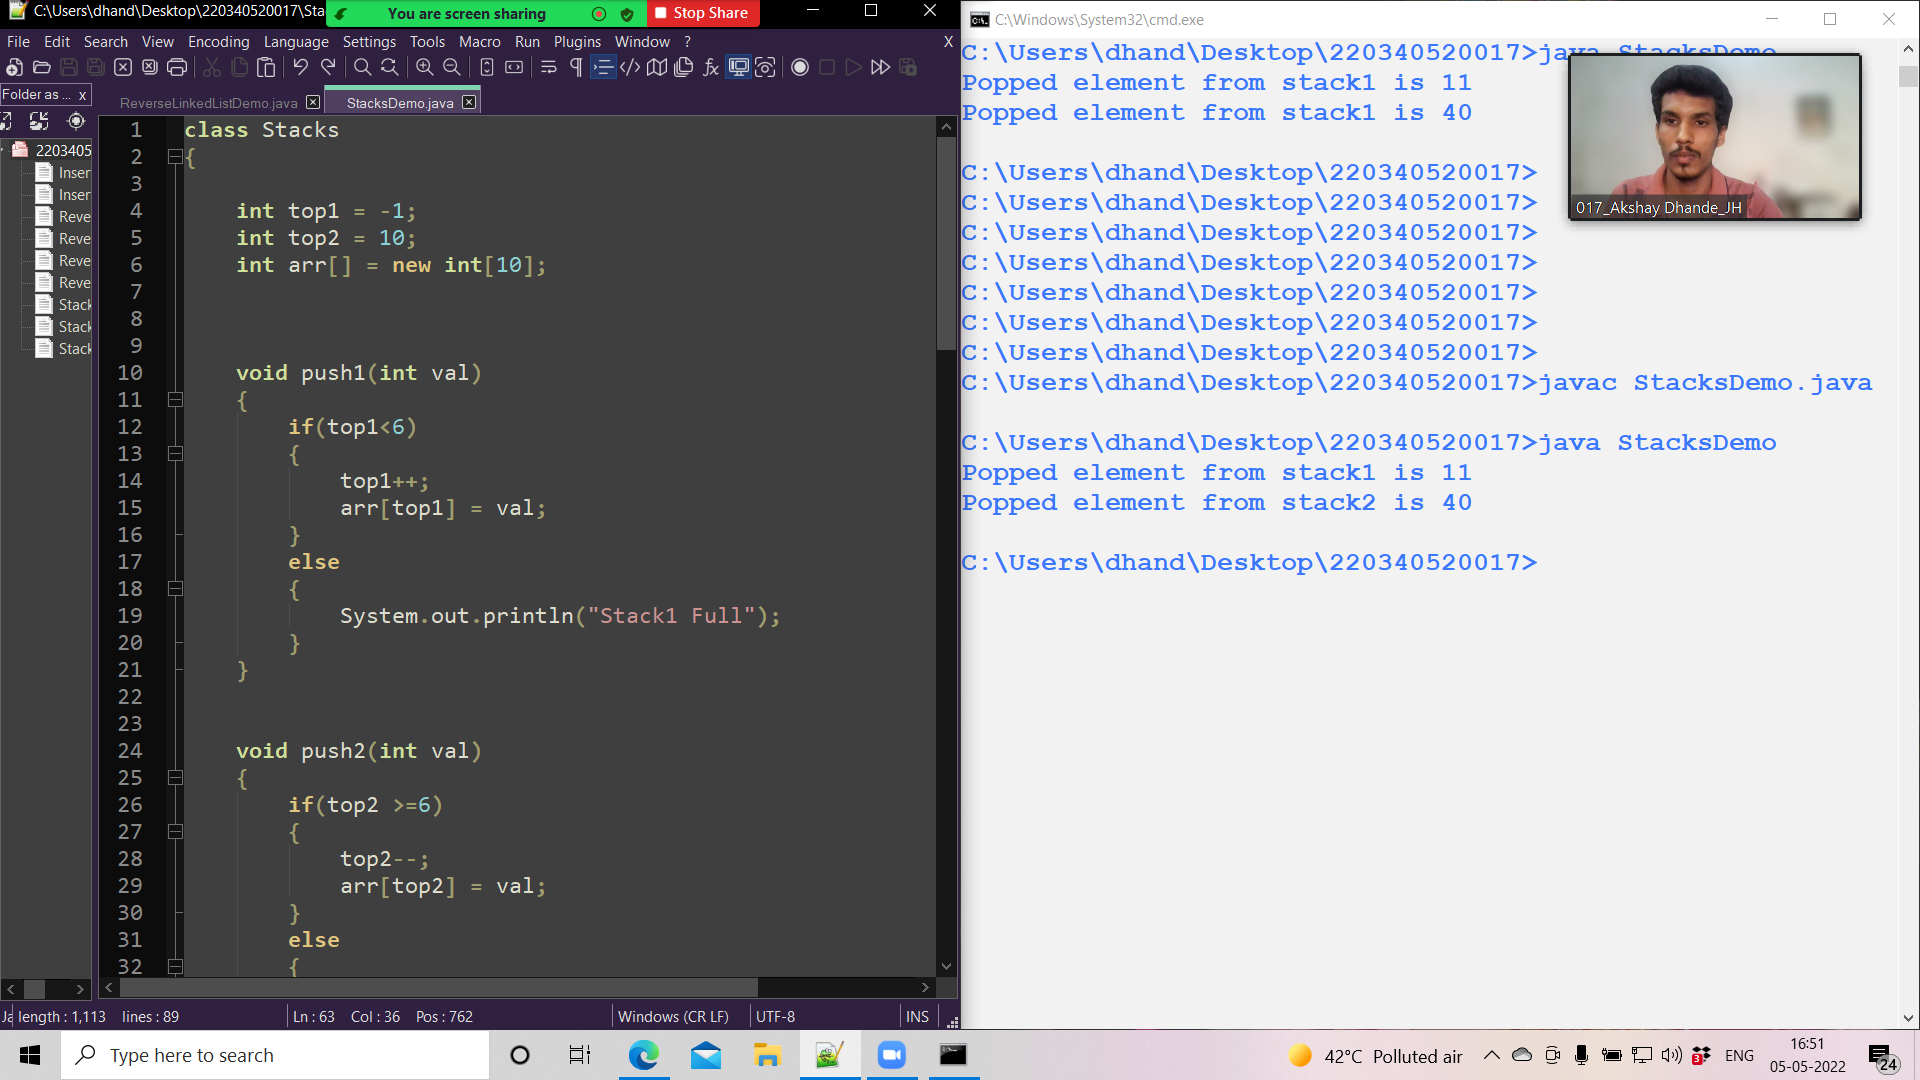 C:\Users\dhand\Desktop\220340520017\Sta
You are screen sharing
Stop Share
File Edit Search View Encoding Language Settings Tools Macro Run Plugins Window ? X
Folder as ... x
ReverseLinkedListDemo.java
StacksDemo.java
2203405
Inser
Inser
Reve
Reve
Reve
Reve
Stack
Stack
Stack
1 class Stacks
2 {
3
4 int top1 = -1;
5 int top2 = 10;
6 int arr[] = new int[10];
7
8
9
10 void push1(int val)
11 {
12 if(top1<6)
13 {
14 top1++;
15 arr[top1] = val;
16 }
17 else
18 {
19 System.out.println("Stack1 Full");
20 }
21 }
22
23
24 void push2(int val)
25 {
26 if(top2 >=6)
27 {
28 top2--;
29 arr[top2] = val;
30 }
31 else
32 {
Ja length : 1,113 lines : 89 Ln : 63 Col : 36 Pos : 762 Windows (CR LF) UTF-8 INS
C:\Windows\System32\cmd.exe
C:\Users\dhand\Desktop\220340520017>java StacksDemo
Popped element from stack1 is 11
Popped element from stack1 is 40
C:\Users\dhand\Desktop\220340520017>
C:\Users\dhand\Desktop\220340520017>
C:\Users\dhand\Desktop\220340520017>
C:\Users\dhand\Desktop\220340520017>
C:\Users\dhand\Desktop\220340520017>
C:\Users\dhand\Desktop\220340520017>
C:\Users\dhand\Desktop\220340520017>
C:\Users\dhand\Desktop\220340520017>javac StacksDemo.java
C:\Users\dhand\Desktop\220340520017>java StacksDemo
Popped element from stack1 is 11
Popped element from stack2 is 40
C:\Users\dhand\Desktop\220340520017>
017_Akshay Dhande_JH
Type here to search
42°C Polluted air
3
ENG
16:51
05-05-2022
24